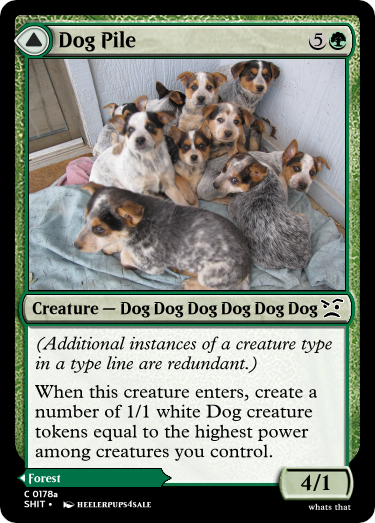 Dog Pile 5
Creature — Dog Dog Dog Dog Dog Dog
(Additional instances of a creature type
in a type line are redundant.)
When this creature enters, create a
number of 1/1 white Dog creature
tokens equal to the highest power
among creatures you control.
Forest
4/1
C 0178a
SHIT • HEELERPUPS4SALE
whats that